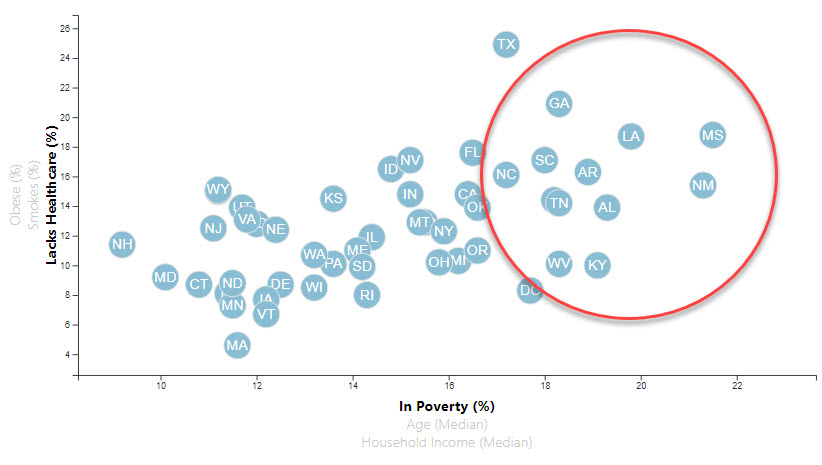 Obese (%)
Smokes (%)
Lacks Healthcare (%)
26
24
22
20
18
16
14
12
10
8
6
4
TX
GA
LA
MS
FL
NV
SC
NC
ID
AR
NM
WY
IN
CA
KS
OK
TN
AL
UT
VA
MT
NJ
NE
NY
IL
NH
ME
OR
WA
PA
SD
OH
MI
WV
KY
MD
CT
ND
DE
WI
RI
DC
MN
IA
VT
MA
10
12
14
16
18
20
22
In Poverty (%)
Age (Median)
Household Income (Median)